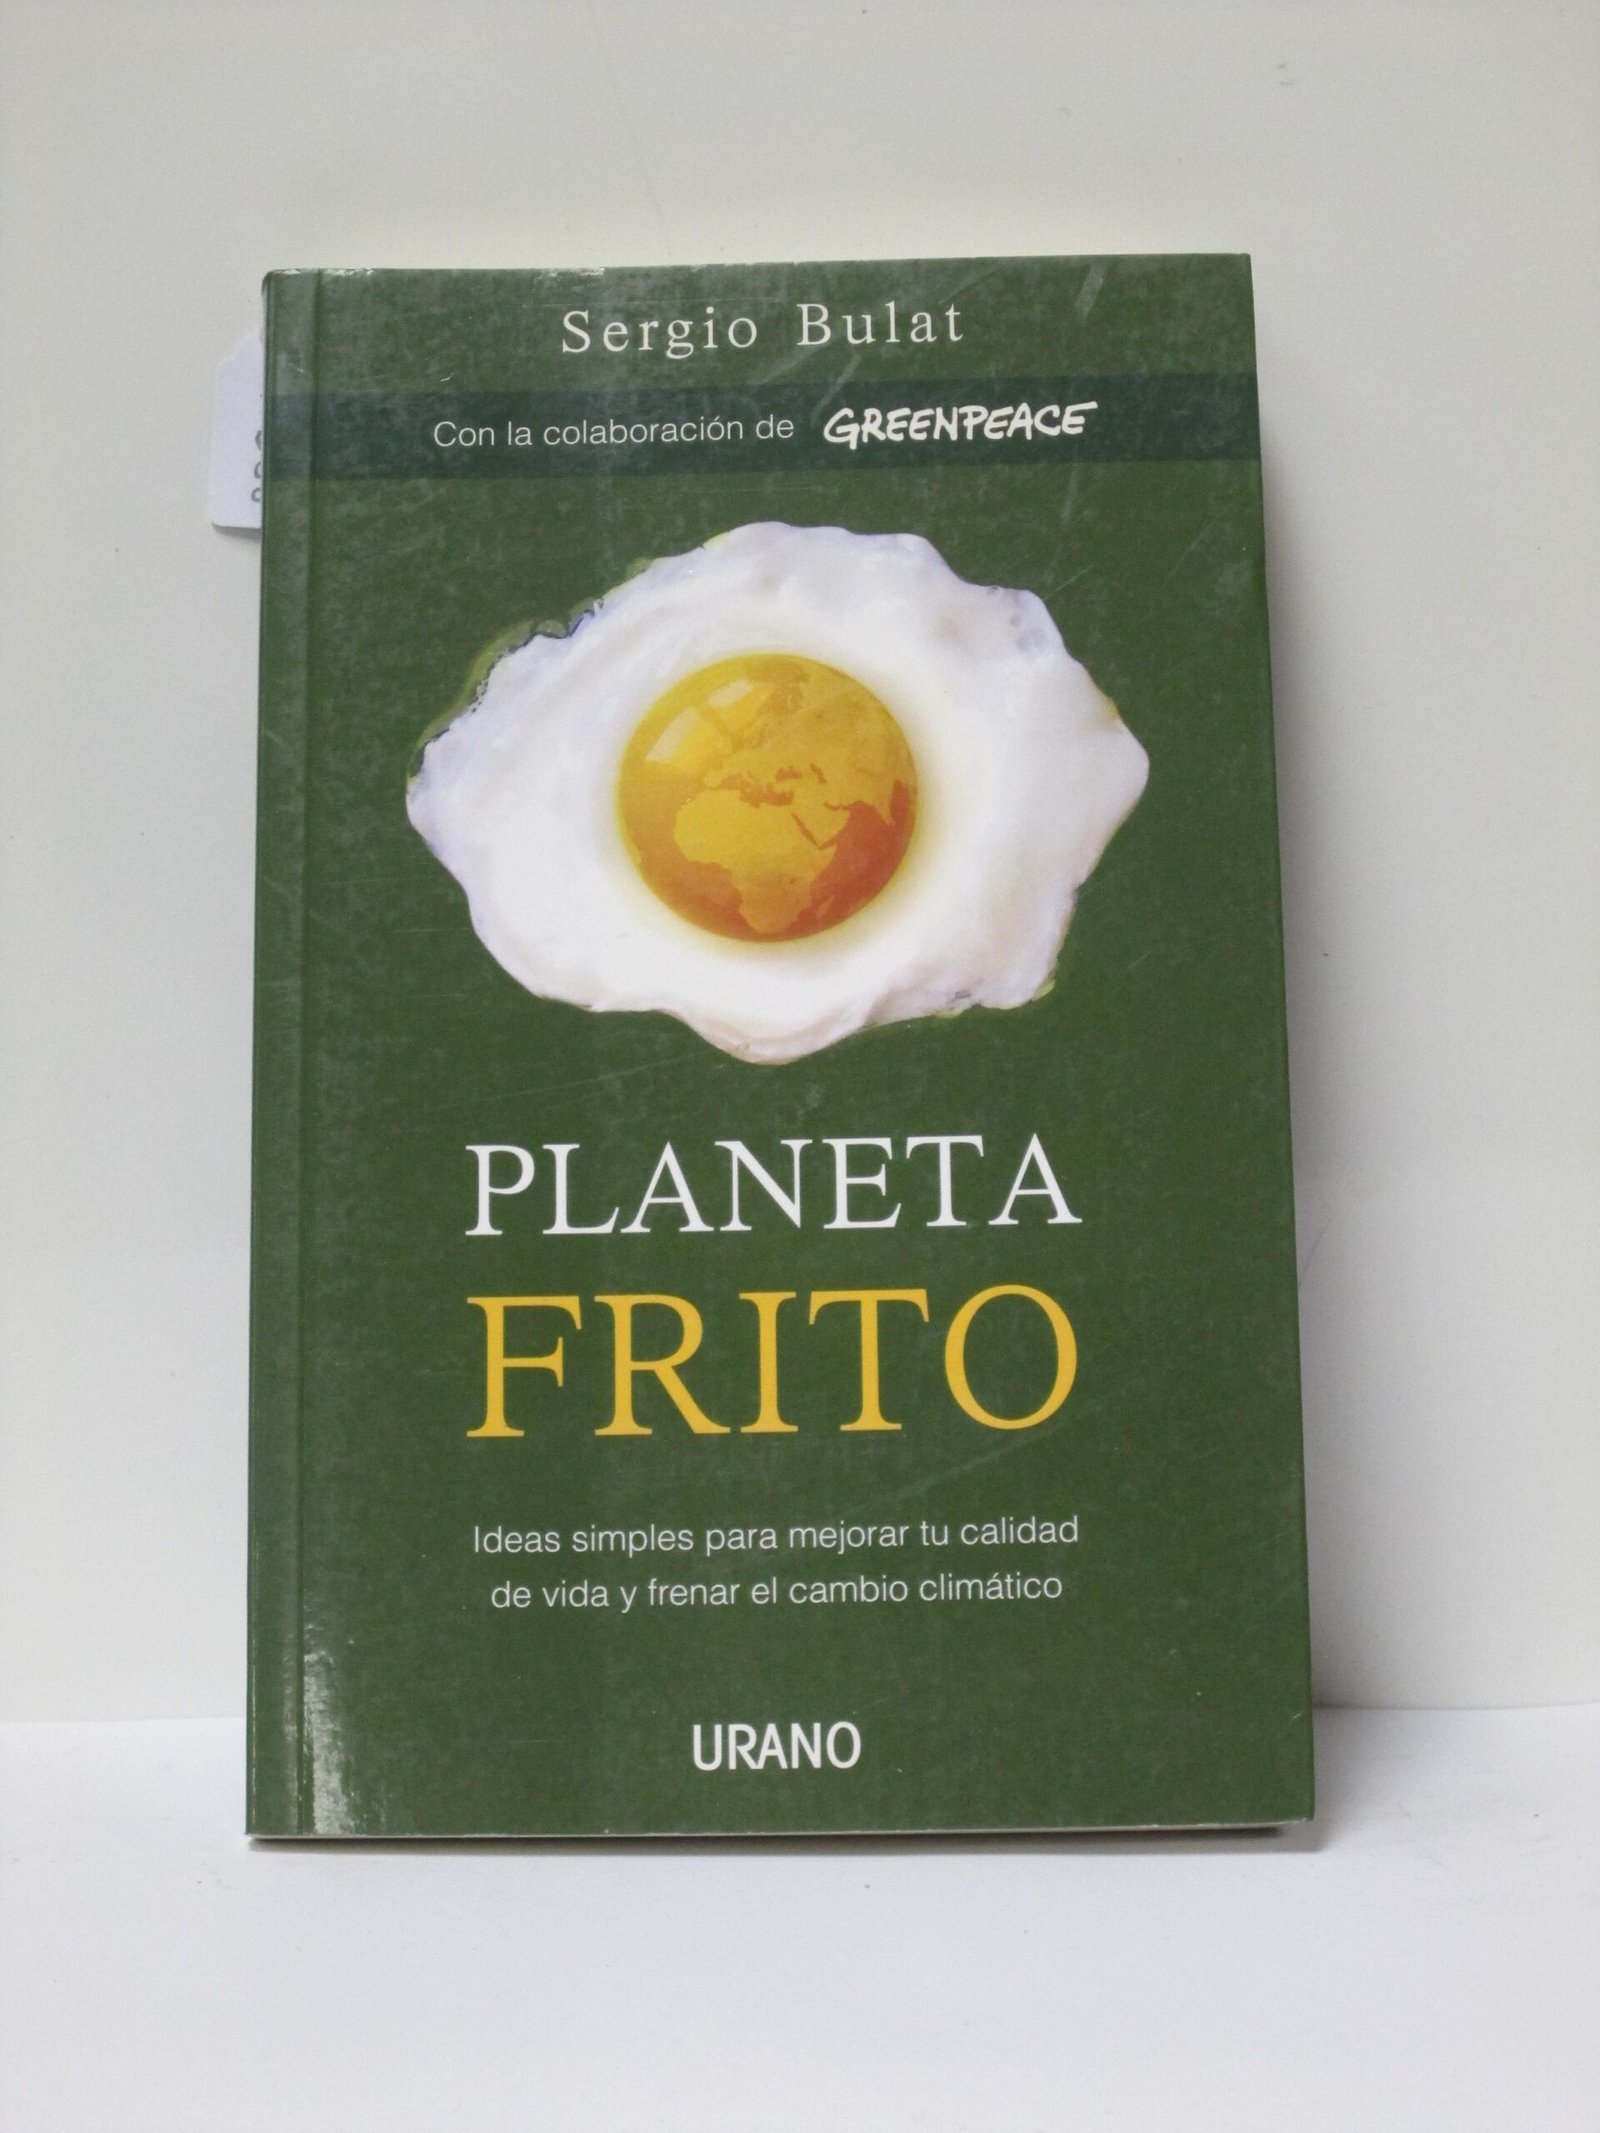 Sergio Bulat
Con la colaboración de GREENPEACE
PLANETA
FRITO
Ideas simples para mejorar tu calidad
de vida y frenar el cambio climático
URANO